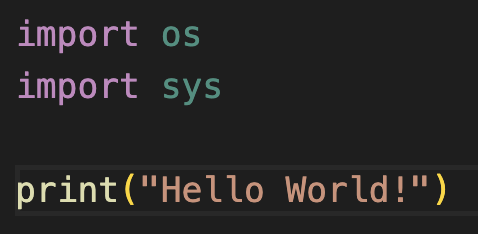 import os
import sys
print("Hello World!")